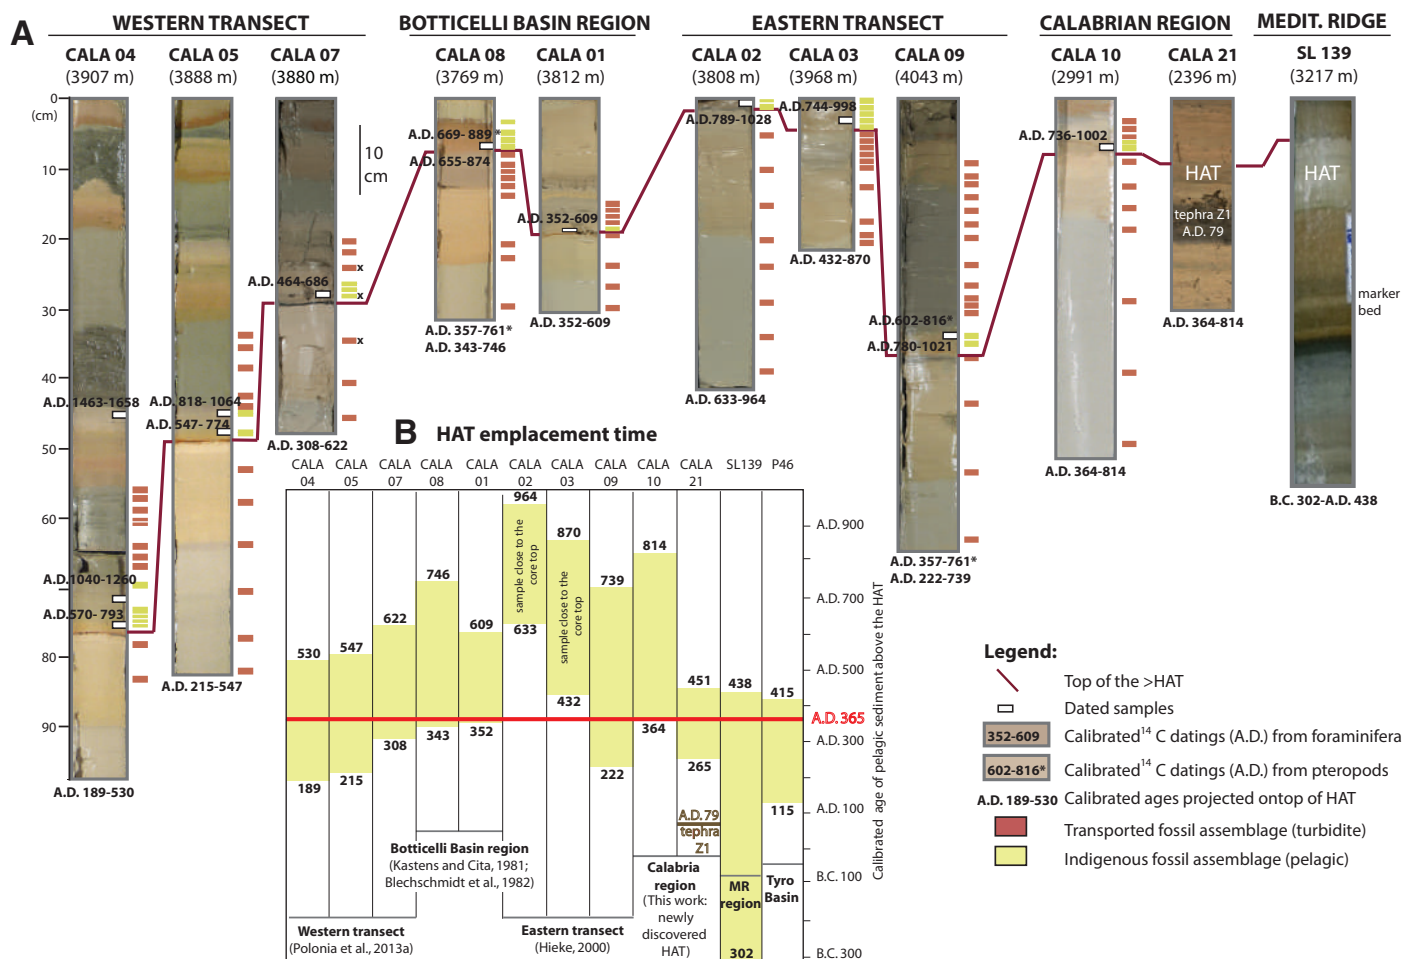 A
WESTERN TRANSECT
BOTTICELLI BASIN REGION
EASTERN TRANSECT
CALABRIAN REGION
MEDIT. RIDGE
CALA 04
(3907 m)
CALA 05
(3888 m)
CALA 07
(3880 m)
CALA 08
(3769 m)
CALA 01
(3812 m)
CALA 02
(3808 m)
CALA 03
(3968 m)
CALA 09
(4043 m)
CALA 10
(2991 m)
CALA 21
(2396 m)
SL 139
(3217 m)
0
(cm)
10
20
30
40
50
60
80
90
10
cm
A.D. 1463-1658
A.D.1040-1260
A.D.570- 793
A.D. 189-530
A.D. 818- 1064
A.D. 547- 774
A.D. 215-547
A.D. 464-686
x
x
x
A.D. 308-622
A.D. 669- 889 *
A.D. 655-874
A.D. 357-761*
A.D. 343-746
A.D. 352-609
A.D. 352-609
A.D.789-1028
A.D. 633-964
A.D.744-998
A.D. 432-870
A.D.602-816*
A.D.780-1021
A.D. 357-761*
A.D. 222-739
A.D. 736-1002
A.D. 364-814
HAT
tephra Z1
A.D. 79
A.D. 364-814
HAT
marker
bed
B.C. 302-A.D. 438
B
HAT emplacement time
CALA
04
CALA
05
CALA
07
CALA
08
CALA
01
CALA
02
CALA
03
CALA
09
CALA
10
CALA
21
SL139
P46
530
189
547
215
622
308
746
343
609
352
964
sample close to the
core top
633
870
sample close to the
core top
432
739
222
814
364
451
265
A.D. 79
tephra
Z1
438
302
415
115
A.D. 900
A.D. 700
A.D. 500
A.D. 365
A.D. 300
A.D. 100
B.C. 100
B.C. 300
Calibrated age of pelagic sediment above the HAT
Western transect
(Polonia et al., 2013a)
Botticelli Basin region
(Kastens and Cita, 1981;
Blechschmidt et al., 1982)
Eastern transect
(Hieke, 2000)
Calabria
region
(This work:
newly
discovered
HAT)
MR
region
Tyro
Basin
Legend:
Top of the >HAT
Dated samples
352-609
Calibrated 14 C datings (A.D.) from foraminifera
602-816*
Calibrated 14 C datings (A.D.) from pteropods
A.D. 189-530
Calibrated ages projected ontop of HAT
Transported fossil assemblage (turbidite)
Indigenous fossil assemblage (pelagic)